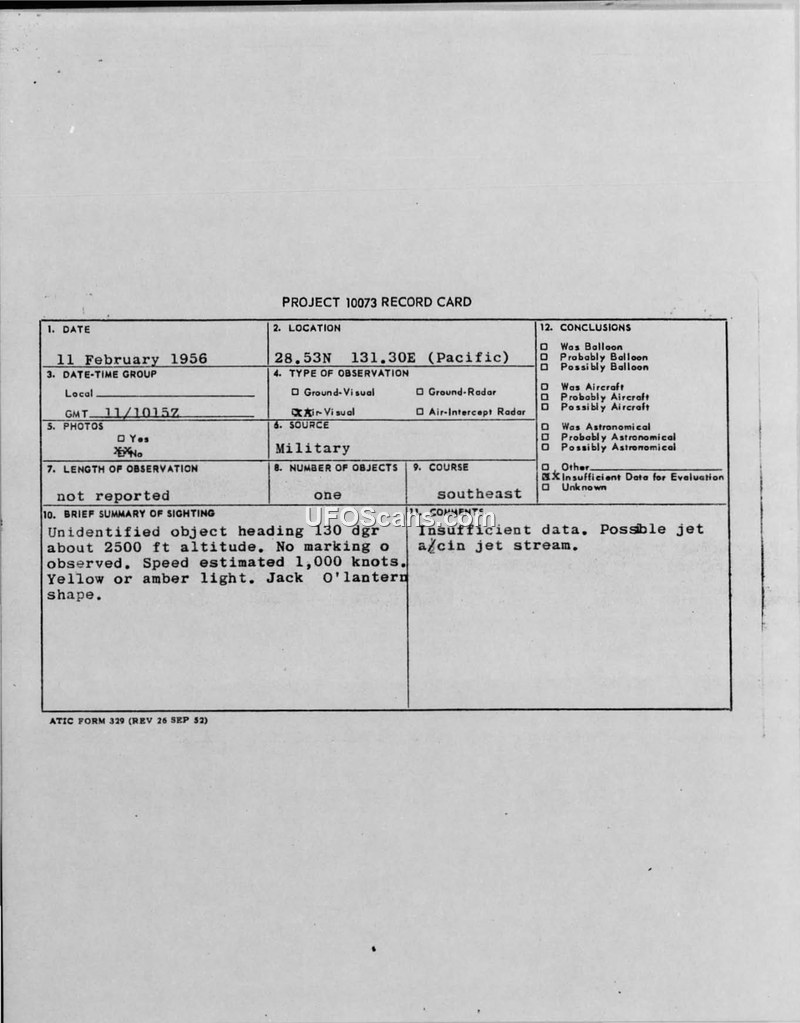 PROJECT 10073 RECORD CARD
1. DATE
11 February 1956
2. LOCATION
28.53N 131.30E (Pacific)
12. CONCLUSIONS
☐ Was Balloon
☐ Probably Balloon
☐ Possibly Balloon
☐ Was Aircraft
☐ Probably Aircraft
☐ Possibly Aircraft
☐ Was Astronomical
☐ Probably Astronomical
☐ Possibly Astronomical
☐ Other
XX Insufficient Data for Evaluation
☐ Unknown
3. DATE-TIME GROUP
Local
GMT 11/1015Z
4. TYPE OF OBSERVATION
☐ Ground-Visual ☐ Ground-Radar
XX Air-Visual ☐ Air-Intercept Radar
5. PHOTOS
☐ Yes
XX No
6. SOURCE
Military
7. LENGTH OF OBSERVATION
not reported
8. NUMBER OF OBJECTS
one
9. COURSE
southeast
10. BRIEF SUMMARY OF SIGHTING
Unidentified object heading 130 dgr
about 2500 ft altitude. No marking o
observed. Speed estimated 1,000 knots.
Yellow or amber light. Jack O'lantern
shape.
11. COMMENTS
Insufficient data. Possble jet
a/cin jet stream.
UFOScans.com
ATIC FORM 329 (REV 26 SEP 52)